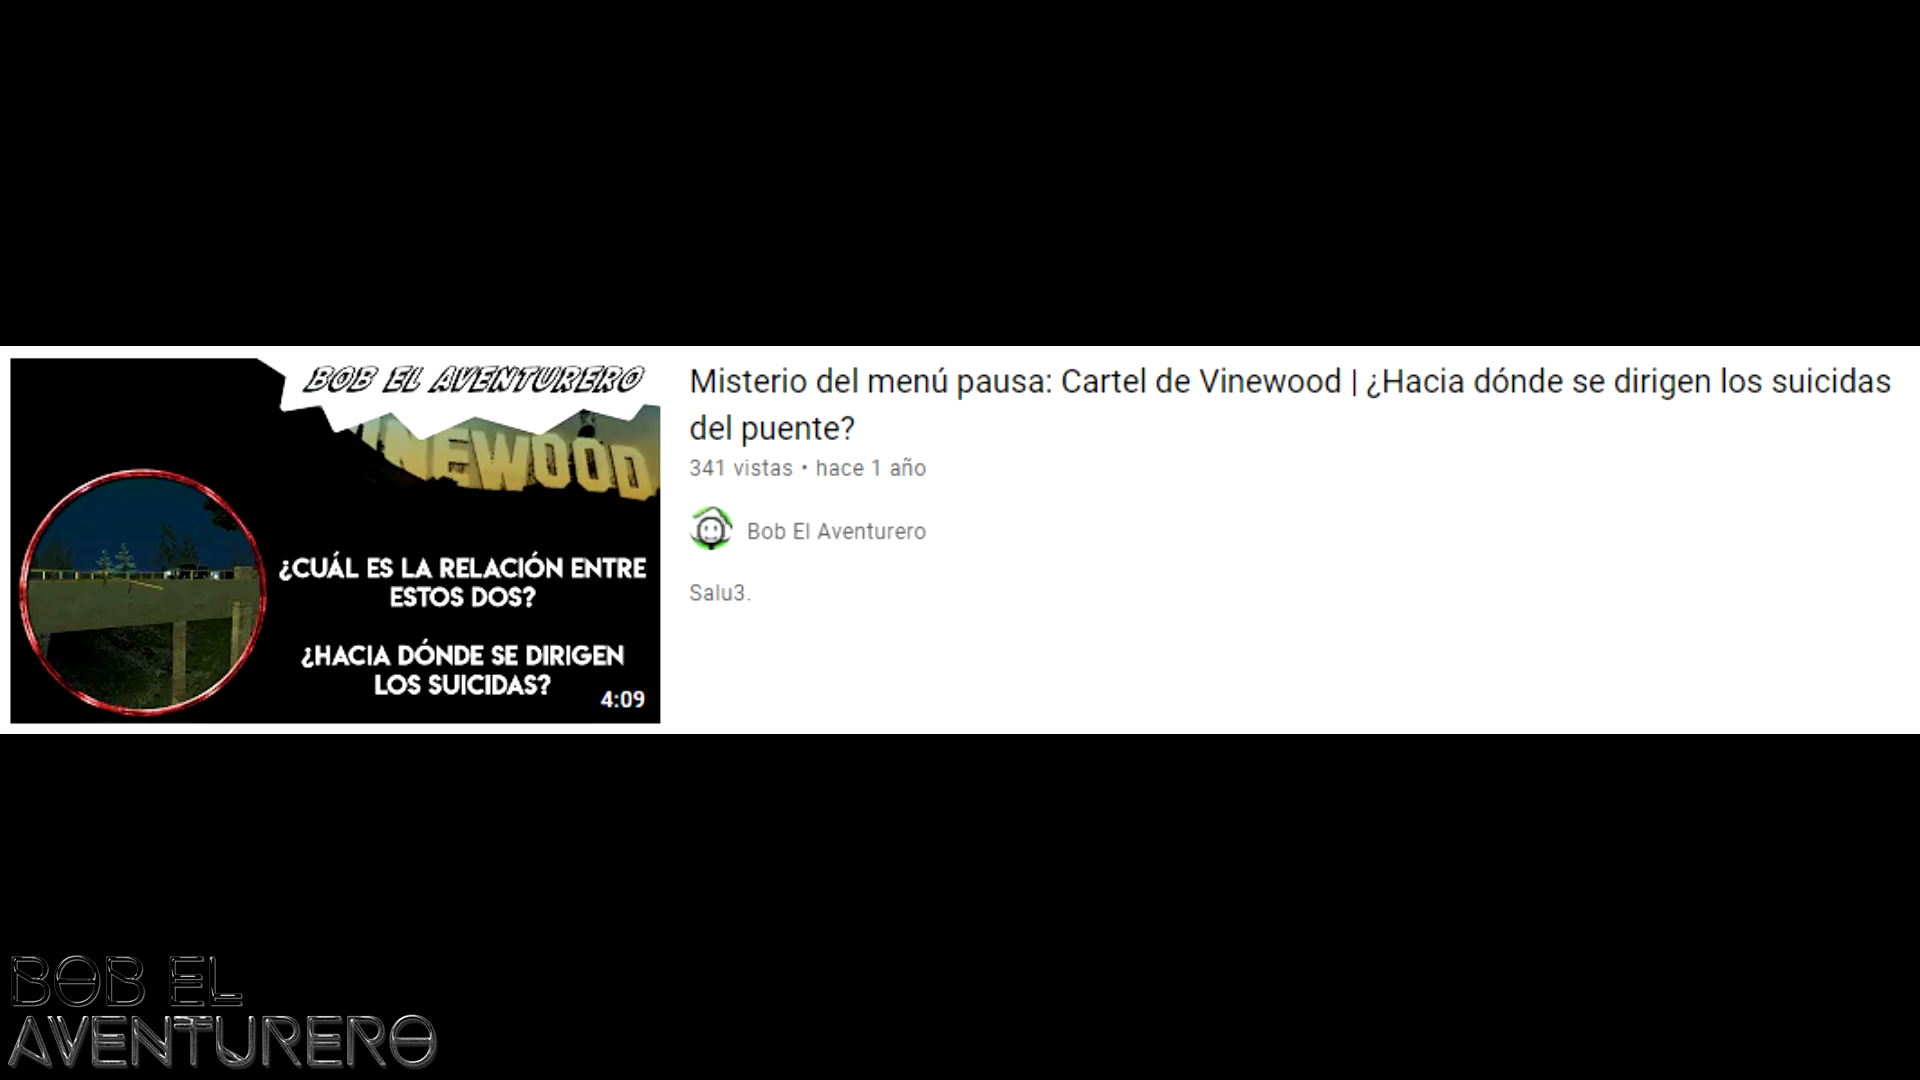 BOB EL AVENTURERO
VINEWOOD
¿CUÁL ES LA RELACIÓN ENTRE
ESTOS DOS?
¿HACIA DÓNDE SE DIRIGEN
LOS SUICIDAS?
4:09
Misterio del menú pausa: Cartel de Vinewood | ¿Hacia dónde se dirigen los suicidas
del puente?
341 vistas • hace 1 año
Bob El Aventurero
Salu3.
BOB EL
AVENTURERO